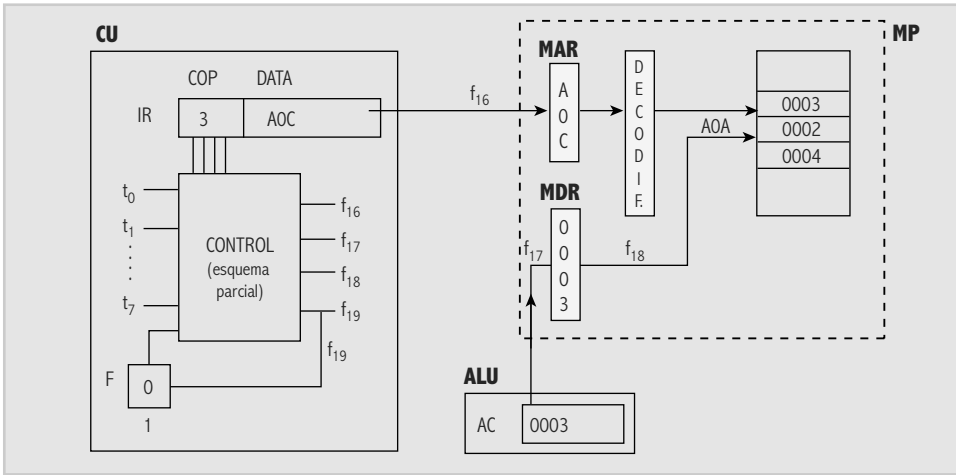 CU
COP DATA
IR 3 A0C
t0
t1
t7
CONTROL
(esquema
parcial)
f16
f17
f18
f19
f19
F 0
1
f16
MP
MAR
A
0
C
D
E
C
O
D
I
F.
0003
0002
0004
A0A
MDR
0
0
0
3
f17
f18
ALU
AC 0003